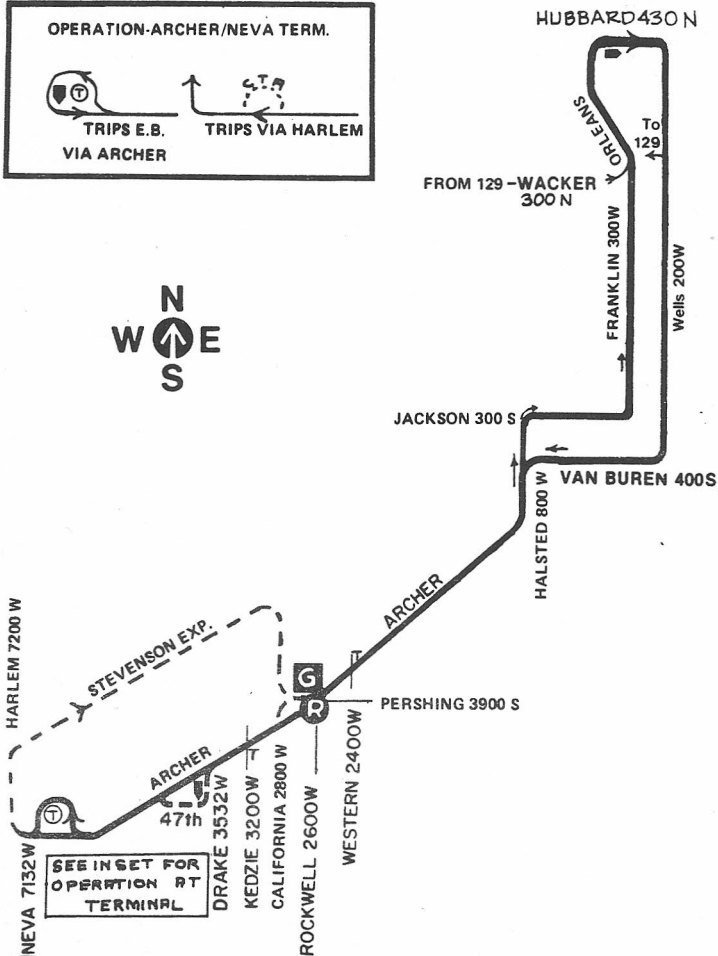 HUBBARD 430 N
OPERATION-ARCHER/NEVA TERM.
T
T
TRIPS E.B.
VIA ARCHER
TRIPS VIA HARLEM
ORLEANS
To
129
FROM 129 -WACKER
300 N
FRANKLIN 300W
Wells 200W
N
W E
S
JACKSON 300 S
VAN BUREN 400S
HALSTED 800 W
ARCHER
HARLEM 7200 W
STEVENSON EXP.
G
R
T
PERSHING 3900 S
ARCHER
T
T
47th
NEVA 7132W
SEE INSET FOR
OPERATION AT
TERMINAL
DRAKE 3532W
KEDZIE 3200W
CALIFORNIA 2800 W
ROCKWELL 2600W
WESTERN 2400W